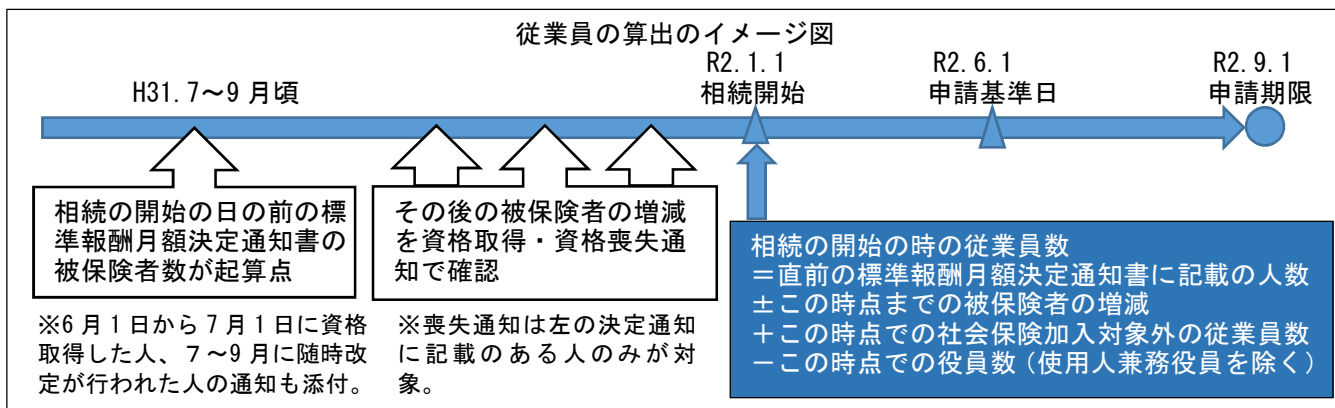 従業員の算出のイメージ図
H31.7～9月頃
R2.1.1
相続開始
R2.6.1
申請基準日
R2.9.1
申請期限
相続の開始の日の前の標
準報酬月額決定通知書の
被保険者数が起算点
※6月1日から7月1日に資格
取得した人、７～9月に随時改
定が行われた人の通知も添付。
その後の被保険者の増減
を資格取得・資格喪失通
知で確認
※喪失通知は左の決定通知
に記載のある人のみが対
象。
相続の開始の時の従業員数
＝直前の標準報酬月額決定通知書に記載の人数
±この時点までの被保険者の増減
＋この時点での社会保険加入対象外の従業員数
－この時点での役員数（使用人兼務役員を除く）